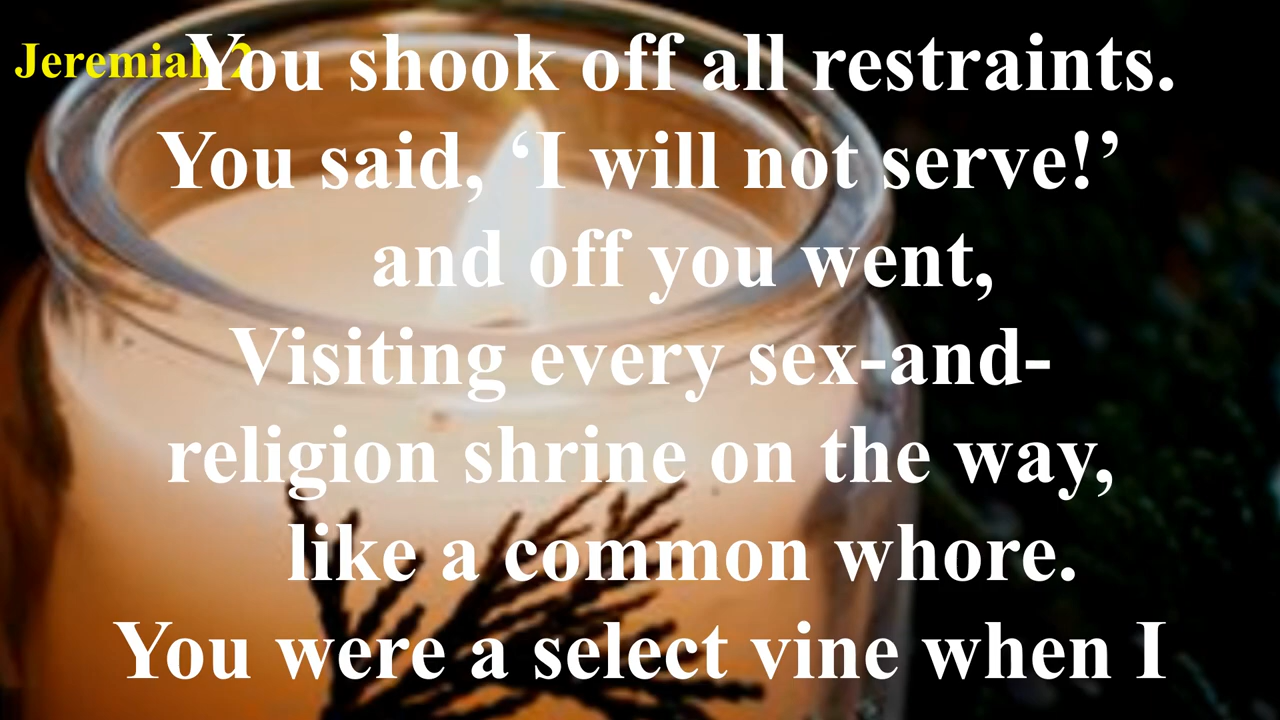 Jeremiah 2
You shook off all restraints.
You said, ‘I will not serve!’
and off you went,
Visiting every sex-and-
religion shrine on the way,
like a common whore.
You were a select vine when I